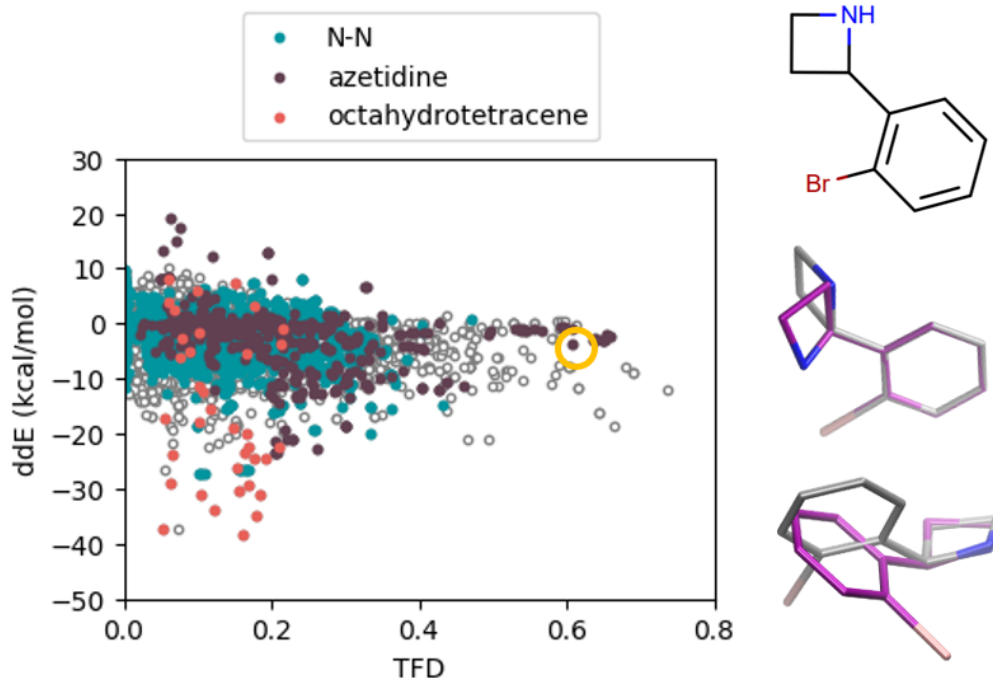 N-N
azetidine
octahydrotetracene
30
20
10
0
−10
−20
−30
−40
−50
ddE (kcal/mol)
0.0 0.2 0.4 0.6 0.8
TFD
NH
Br